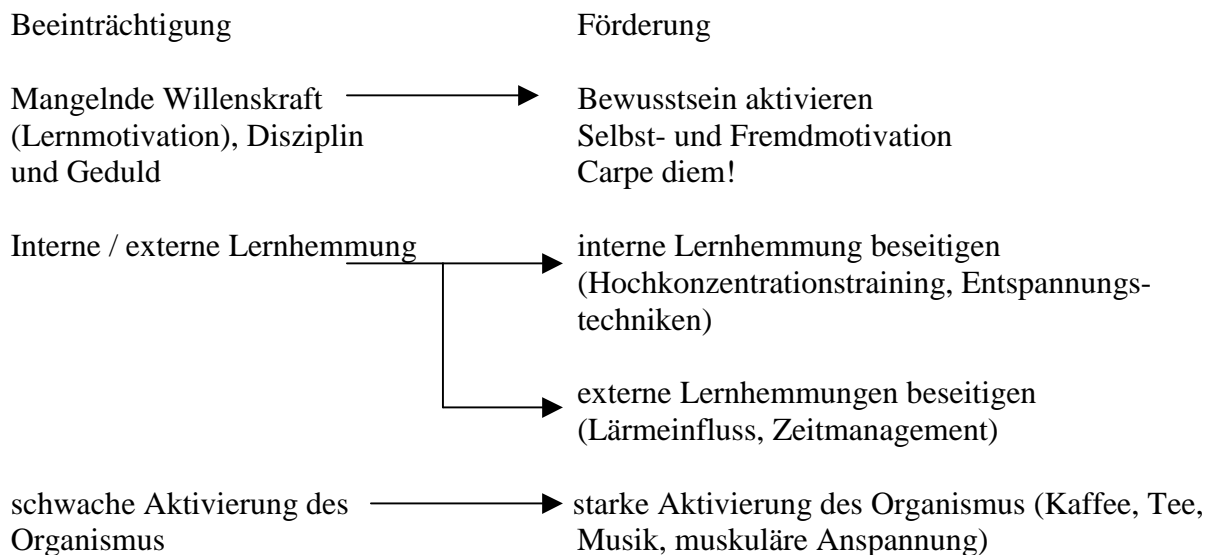 Beeinträchtigung Förderung
Mangelnde Willenskraft Bewusstsein aktivieren
(Lernmotivation), Disziplin Selbst- und Fremdmotivation
und Geduld Carpe diem!
Interne / externe Lernhemmung interne Lernhemmung beseitigen
(Hochkonzentrationstraining, Entspannungs-
techniken)
externe Lernhemmungen beseitigen
(Lärmeinfluss, Zeitmanagement)
schwache Aktivierung des starke Aktivierung des Organismus (Kaffee, Tee,
Organismus Musik, muskuläre Anspannung)